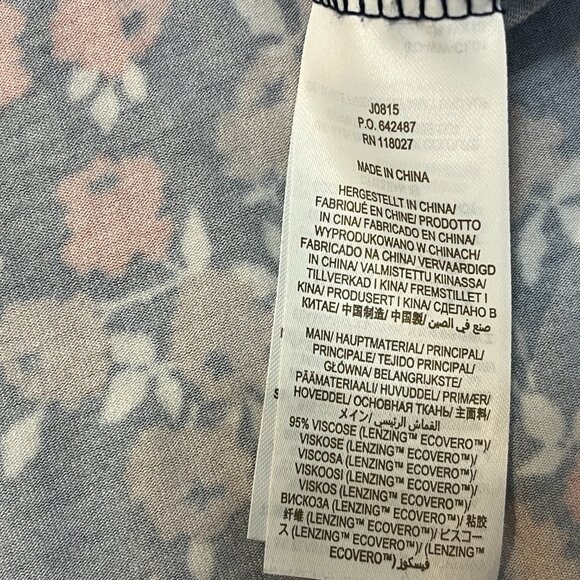 J0815
P.O. 642487
RN 118027
MADE IN CHINA
HERGESTELLT IN CHINA/
FABRIQUÉ EN CHINE/ PRODOTTO
IN CINA/ FABRICADO EN CHINA/
WYPRODUKOWANO W CHINACH/
FABRICADO NA CHINA/ VERVAARDIGD
IN CHINA/ VALMISTETTU KIINASSA/
TILLVERKAD I KINA/ FREMSTILLET I
KINA/ PRODUSERT I KINA/ СДЕЛАНО В
КИТАЕ/ 中国制造/ 中国製/ صنع في الصين
MAIN/ HAUPTMATERIAL/ PRINCIPAL/
PRINCIPALE/ TEJIDO PRINCIPAL/
GŁÓWNA/ BELANGRIJKSTE/
PÄÄMATERIAALI/ HUVUDDEL/ PRIMÆR/
HOVEDDEL/ ОСНОВНАЯ ТКАНЬ/ 主面料/
メイン/ القماش الرئيسي/
95% VISCOSE (LENZING™ ECOVERO™)/
VISKOSE (LENZING™ ECOVERO™)/
VISCOSA (LENZING™ ECOVERO™)/
VISKOOSI (LENZING™ ECOVERO™)/
VISKOS (LENZING™ ECOVERO™)/
ВИСКОЗА (LENZING™ ECOVERO™)/ 粘胶
纤维 (LENZING™ ECOVERO™)/ ビスコー
ス (LENZING™ ECOVERO™)/ (LENZING™
ECOVERO™) فيسكوز